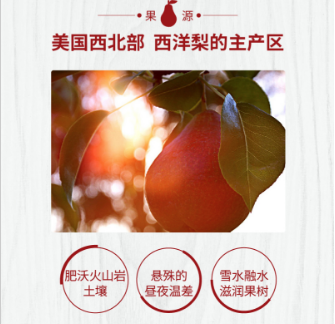 果 源
美国西北部 西洋梨的主产区
肥沃火山岩
土壤
悬殊的
昼夜温差
雪水融水
滋润果树